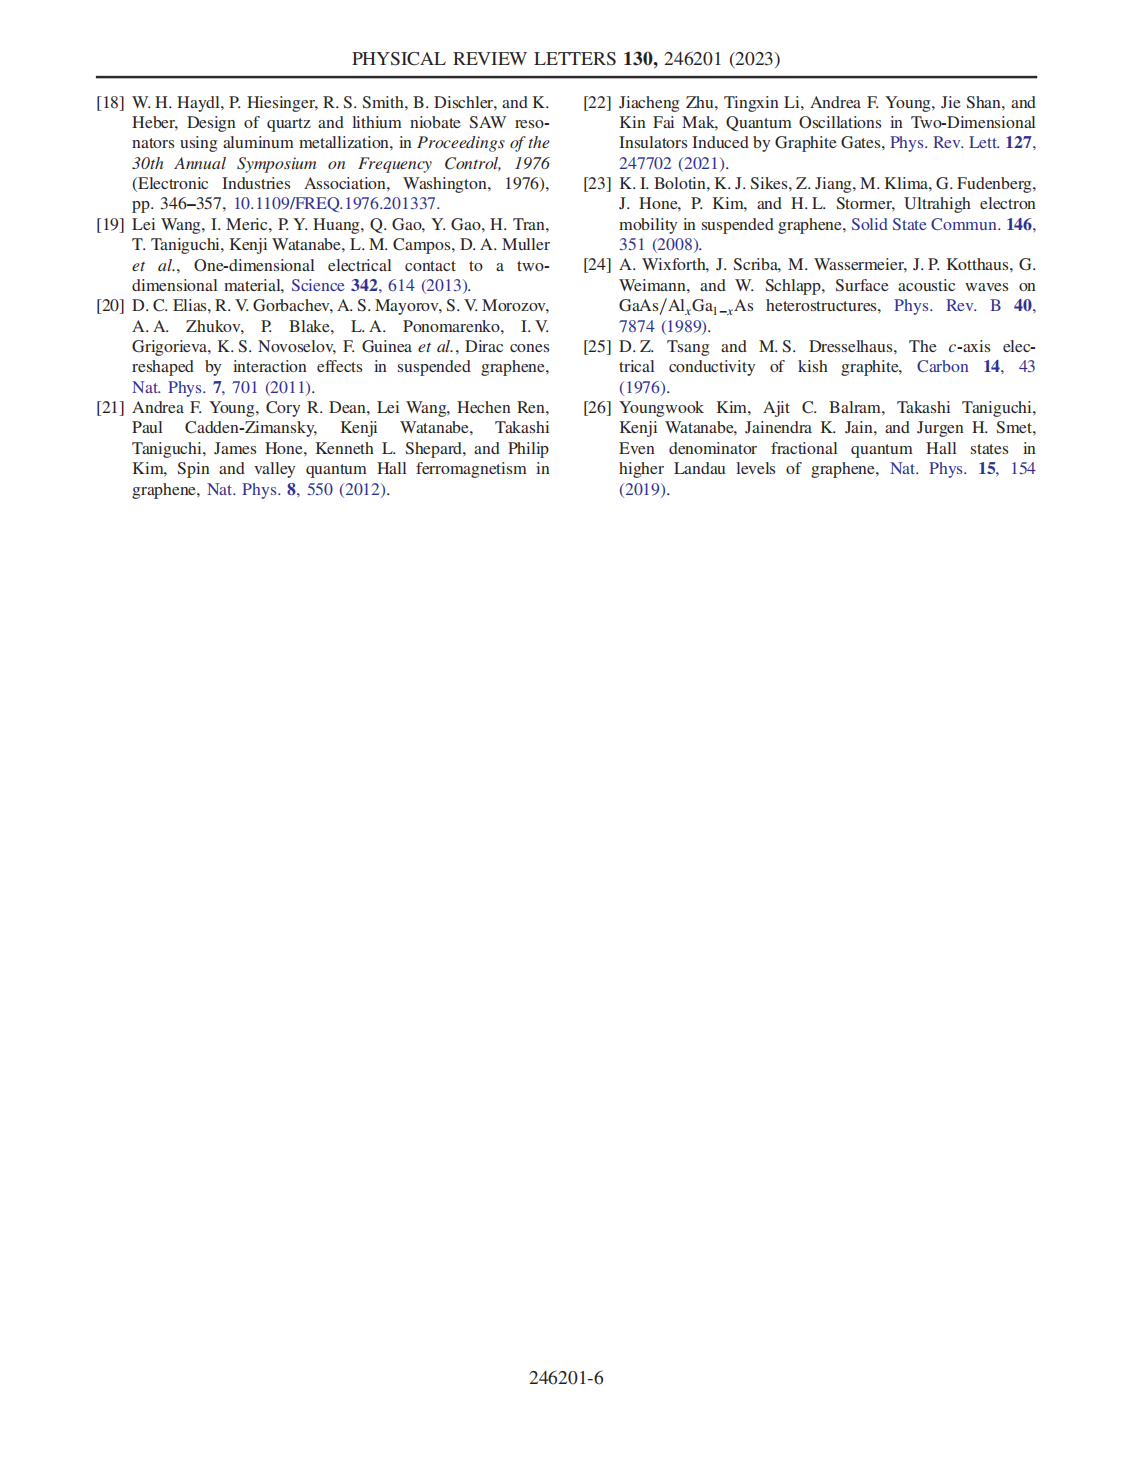 PHYSICAL REVIEW LETTERS 130, 246201 (2023)
[18] W. H. Haydl, P. Hiesinger, R. S. Smith, B. Dischler, and K.
Heber, Design of quartz and lithium niobate SAW reso-
nators using aluminum metallization, in Proceedings of the
30th Annual Symposium on Frequency Control, 1976
(Electronic Industries Association, Washington, 1976),
pp. 346–357, 10.1109/FREQ.1976.201337.
[19] Lei Wang, I. Meric, P. Y. Huang, Q. Gao, Y. Gao, H. Tran,
T. Taniguchi, Kenji Watanabe, L. M. Campos, D. A. Muller
et al., One-dimensional electrical contact to a two-
dimensional material, Science 342, 614 (2013).
[20] D. C. Elias, R. V. Gorbachev, A. S. Mayorov, S. V. Morozov,
A. A. Zhukov, P. Blake, L. A. Ponomarenko, I. V.
Grigorieva, K. S. Novoselov, F. Guinea et al., Dirac cones
reshaped by interaction effects in suspended graphene,
Nat. Phys. 7, 701 (2011).
[21] Andrea F. Young, Cory R. Dean, Lei Wang, Hechen Ren,
Paul Cadden-Zimansky, Kenji Watanabe, Takashi
Taniguchi, James Hone, Kenneth L. Shepard, and Philip
Kim, Spin and valley quantum Hall ferromagnetism in
graphene, Nat. Phys. 8, 550 (2012).
[22] Jiacheng Zhu, Tingxin Li, Andrea F. Young, Jie Shan, and
Kin Fai Mak, Quantum Oscillations in Two-Dimensional
Insulators Induced by Graphite Gates, Phys. Rev. Lett. 127,
247702 (2021).
[23] K. I. Bolotin, K. J. Sikes, Z. Jiang, M. Klima, G. Fudenberg,
J. Hone, P. Kim, and H. L. Stormer, Ultrahigh electron
mobility in suspended graphene, Solid State Commun. 146,
351 (2008).
[24] A. Wixforth, J. Scriba, M. Wassermeier, J. P. Kotthaus, G.
Weimann, and W. Schlapp, Surface acoustic waves on
GaAs/AlxGa1−xAs heterostructures, Phys. Rev. B 40,
7874 (1989).
[25] D. Z. Tsang and M. S. Dresselhaus, The c-axis elec-
trical conductivity of kish graphite, Carbon 14, 43
(1976).
[26] Youngwook Kim, Ajit C. Balram, Takashi Taniguchi,
Kenji Watanabe, Jainendra K. Jain, and Jurgen H. Smet,
Even denominator fractional quantum Hall states in
higher Landau levels of graphene, Nat. Phys. 15, 154
(2019).
246201-6